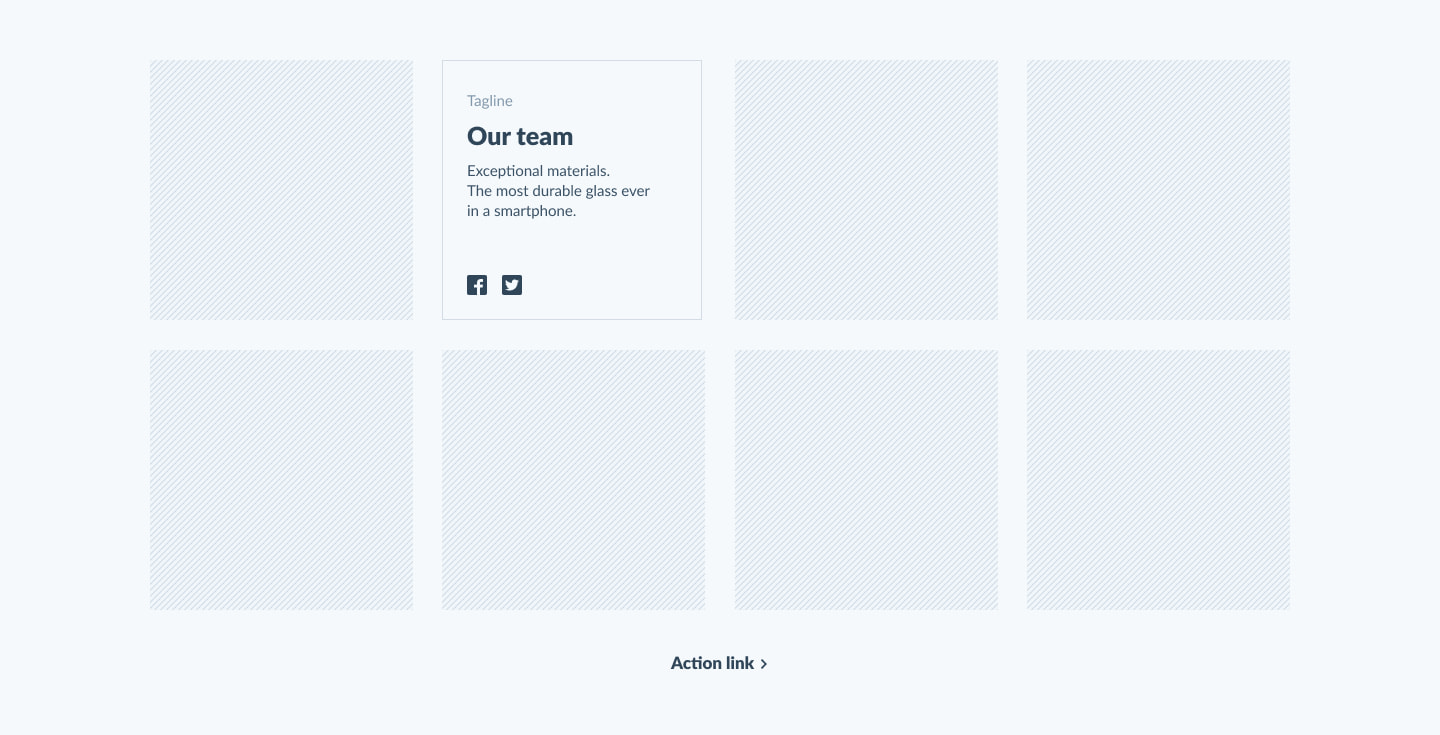 Tagline
Our team
Exceptional materials.
The most durable glass ever
in a smartphone.
Action link